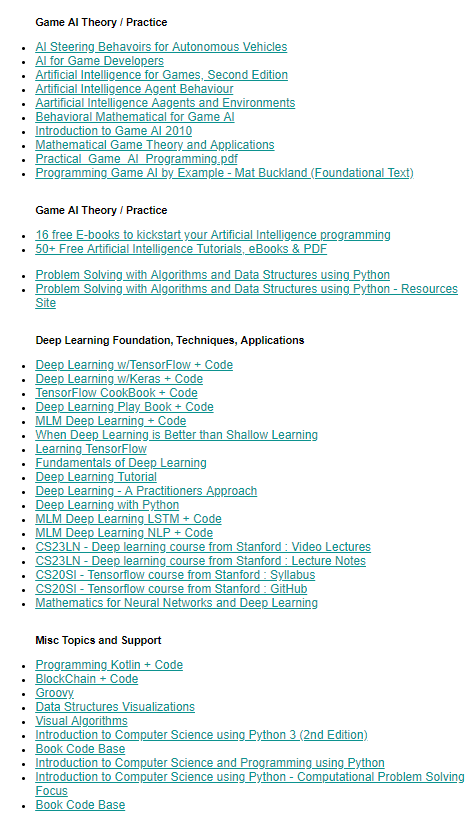 Game AI Theory / Practice
AI Steering Behavoirs for Autonomous Vehicles
AI for Game Developers
Artificial Intelligence for Games, Second Edition
Artificial Intelligence Agent Behaviour
Aartificial Intelligence Aagents and Environments
Behavioral Mathematical for Game AI
Introduction to Game AI 2010
Mathematical Game Theory and Applications
Practical_Game_AI_Programming.pdf
Programming Game AI by Example - Mat Buckland (Foundational Text)
Game AI Theory / Practice
16 free E-books to kickstart your Artificial Intelligence programming
50+ Free Artificial Intelligence Tutorials, eBooks & PDF
Problem Solving with Algorithms and Data Structures using Python
Problem Solving with Algorithms and Data Structures using Python - Resources
Site
Deep Learning Foundation, Techniques, Applications
Deep Learning w/TensorFlow + Code
Deep Learning w/Keras + Code
TensorFlow CookBook + Code
Deep Learning Play Book + Code
MLM Deep Learning + Code
When Deep Learning is Better than Shallow Learning
Learning TensorFlow
Fundamentals of Deep Learning
Deep Learning Tutorial
Deep Learning - A Practitioners Approach
Deep Learning with Python
MLM Deep Learning LSTM + Code
MLM Deep Learning NLP + Code
CS23LN - Deep learning course from Stanford : Video Lectures
CS23LN - Deep learning course from Stanford : Lecture Notes
CS20SI - Tensorflow course from Stanford : Syllabus
CS20SI - Tensorflow course from Stanford : GitHub
Mathematics for Neural Networks and Deep Learning
Misc Topics and Support
Programming Kotlin + Code
BlockChain + Code
Groovy
Data Structures Visualizations
Visual Algorithms
Introduction to Computer Science using Python 3 (2nd Edition)
Book Code Base
Introduction to Computer Science and Programming using Python
Introduction to Computer Science using Python - Computational Problem Solving
Focus
Book Code Base